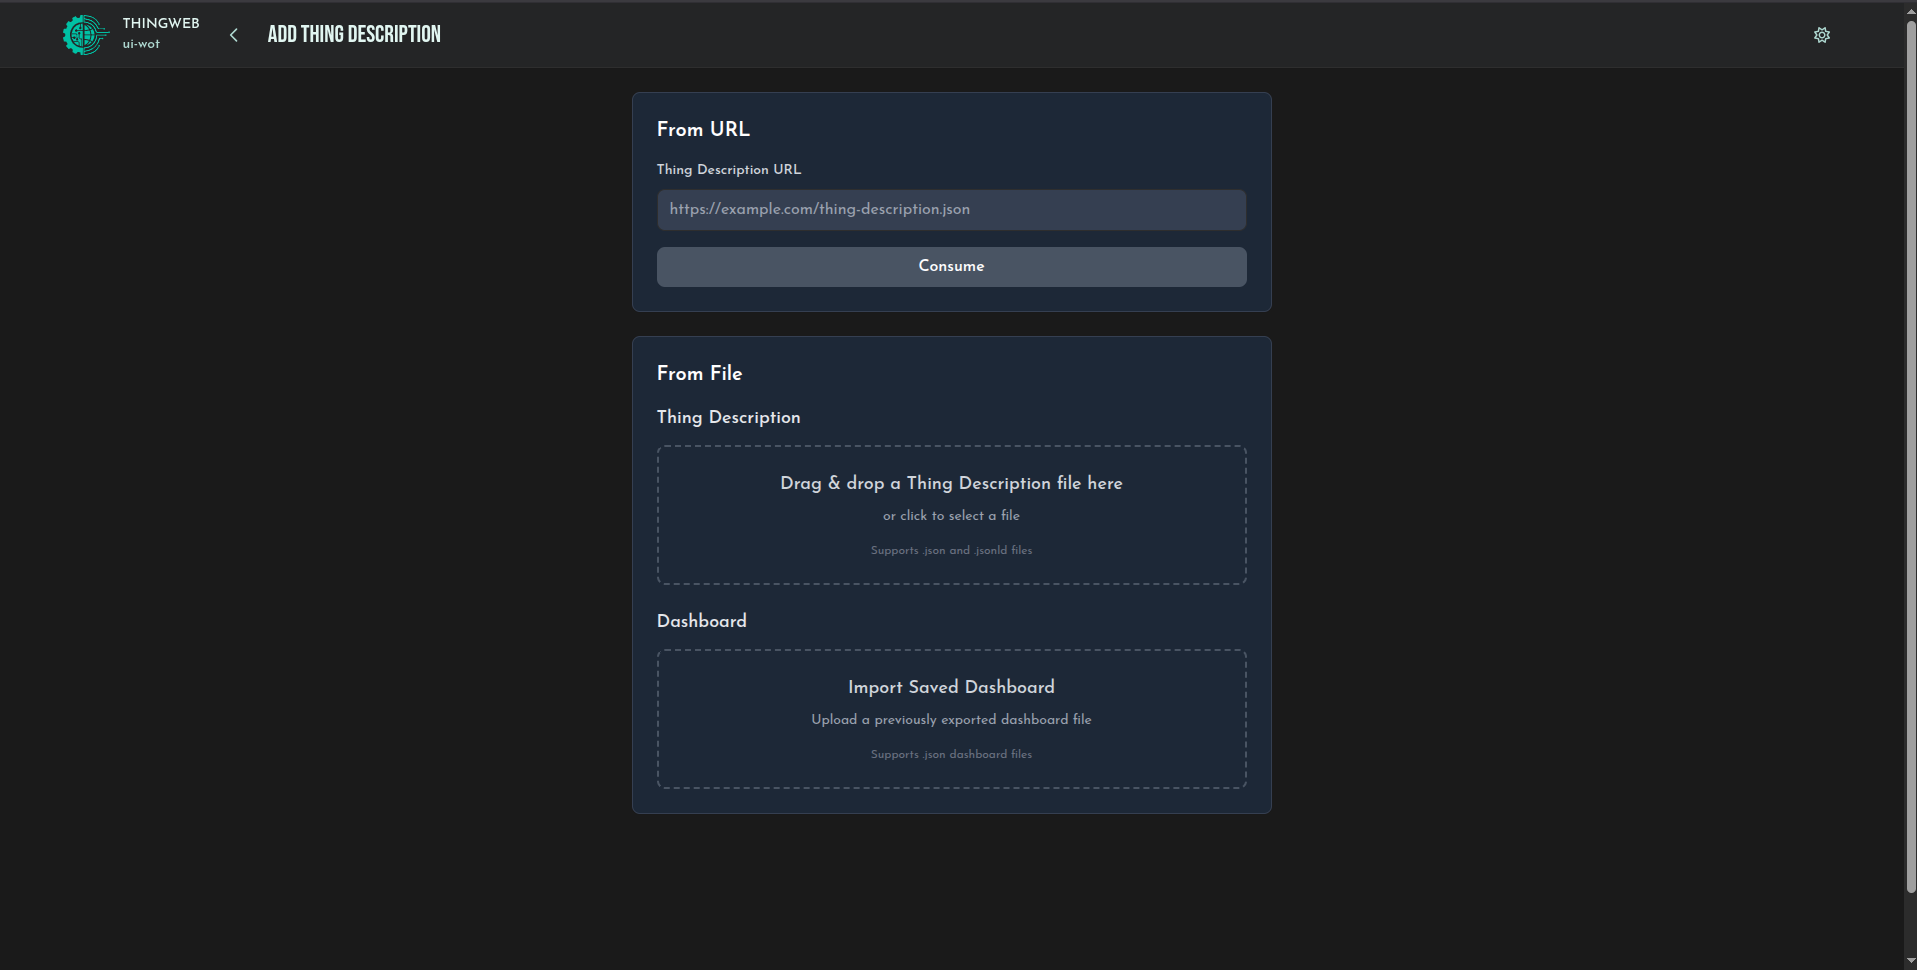 THINGWEB
ui-wot
ADD THING DESCRIPTION
From URL
Thing Description URL
https://example.com/thing-description.json
Consume
From File
Thing Description
Drag & drop a Thing Description file here
or click to select a file
Supports .json and .jsonld files
Dashboard
Import Saved Dashboard
Upload a previously exported dashboard file
Supports .json dashboard files